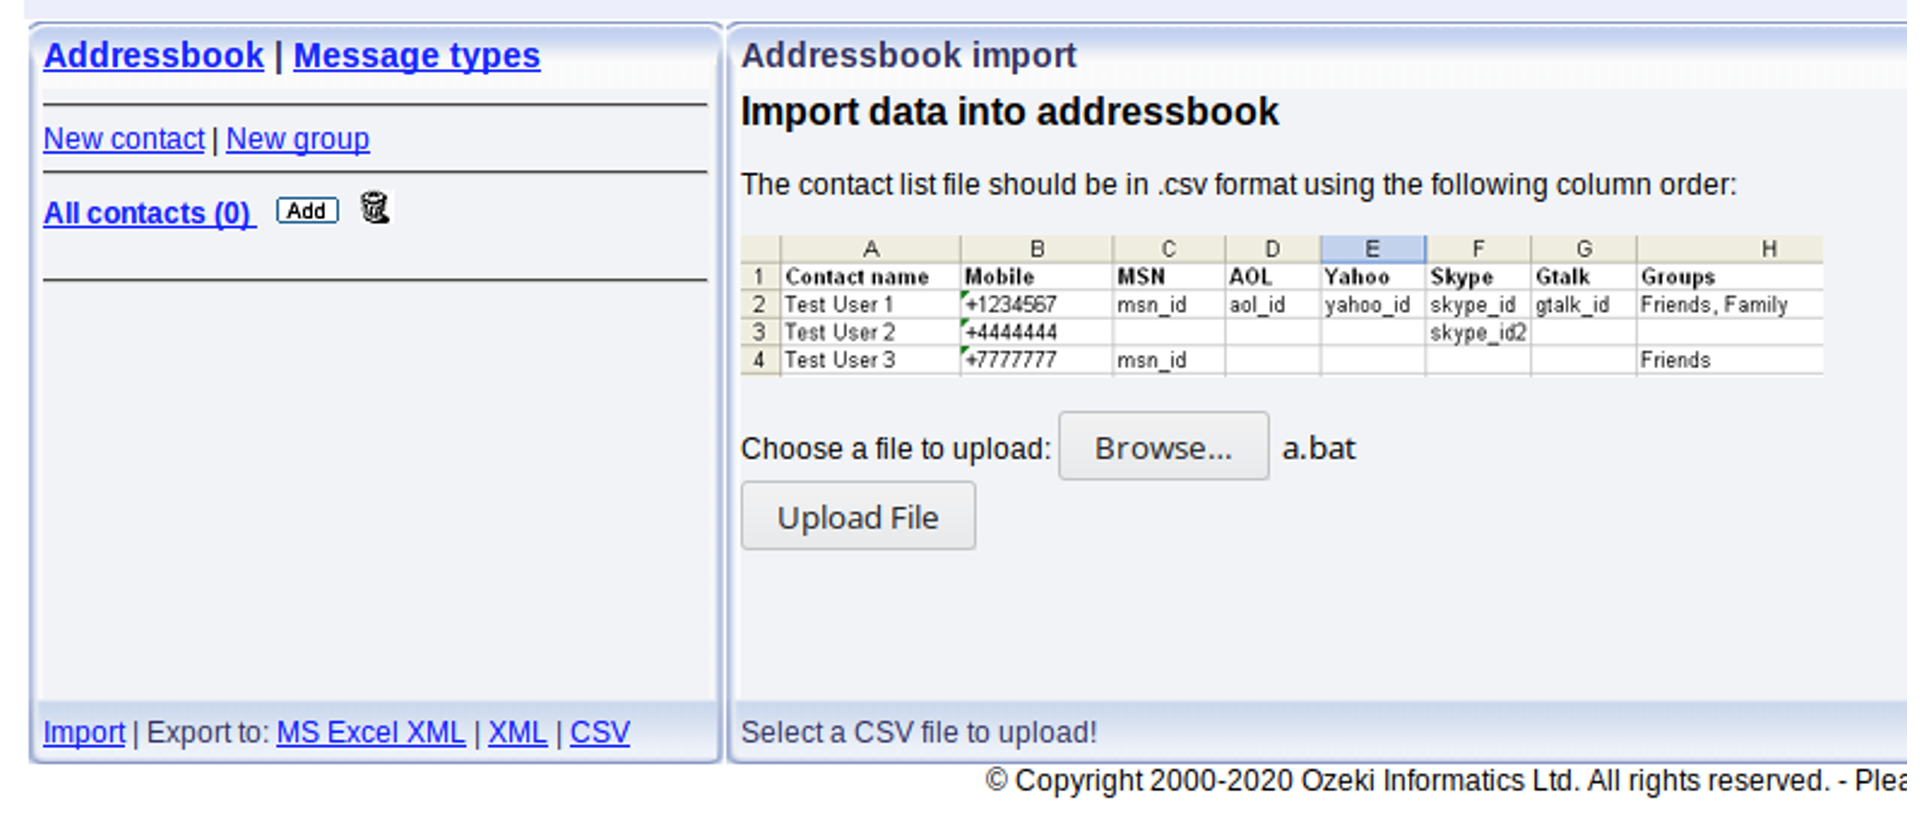 Addressbook | Message types
New contact | New group
All contacts (0) Add
Import | Export to: MS Excel XML | XML | CSV
Addressbook import
Import data into addressbook
The contact list file should be in .csv format using the following column order:
A B C D E F G H
1 Contact name Mobile MSN AOL Yahoo Skype Gtalk Groups
2 Test User 1 +1234567 msn_id aol_id yahoo_id skype_id gtalk_id Friends, Family
3 Test User 2 +4444444 skype_id2
4 Test User 3 +7777777 msn_id Friends
Choose a file to upload: Browse... a.bat
Upload File
Select a CSV file to upload!
© Copyright 2000-2020 Ozeki Informatics Ltd. All rights reserved. - Plea